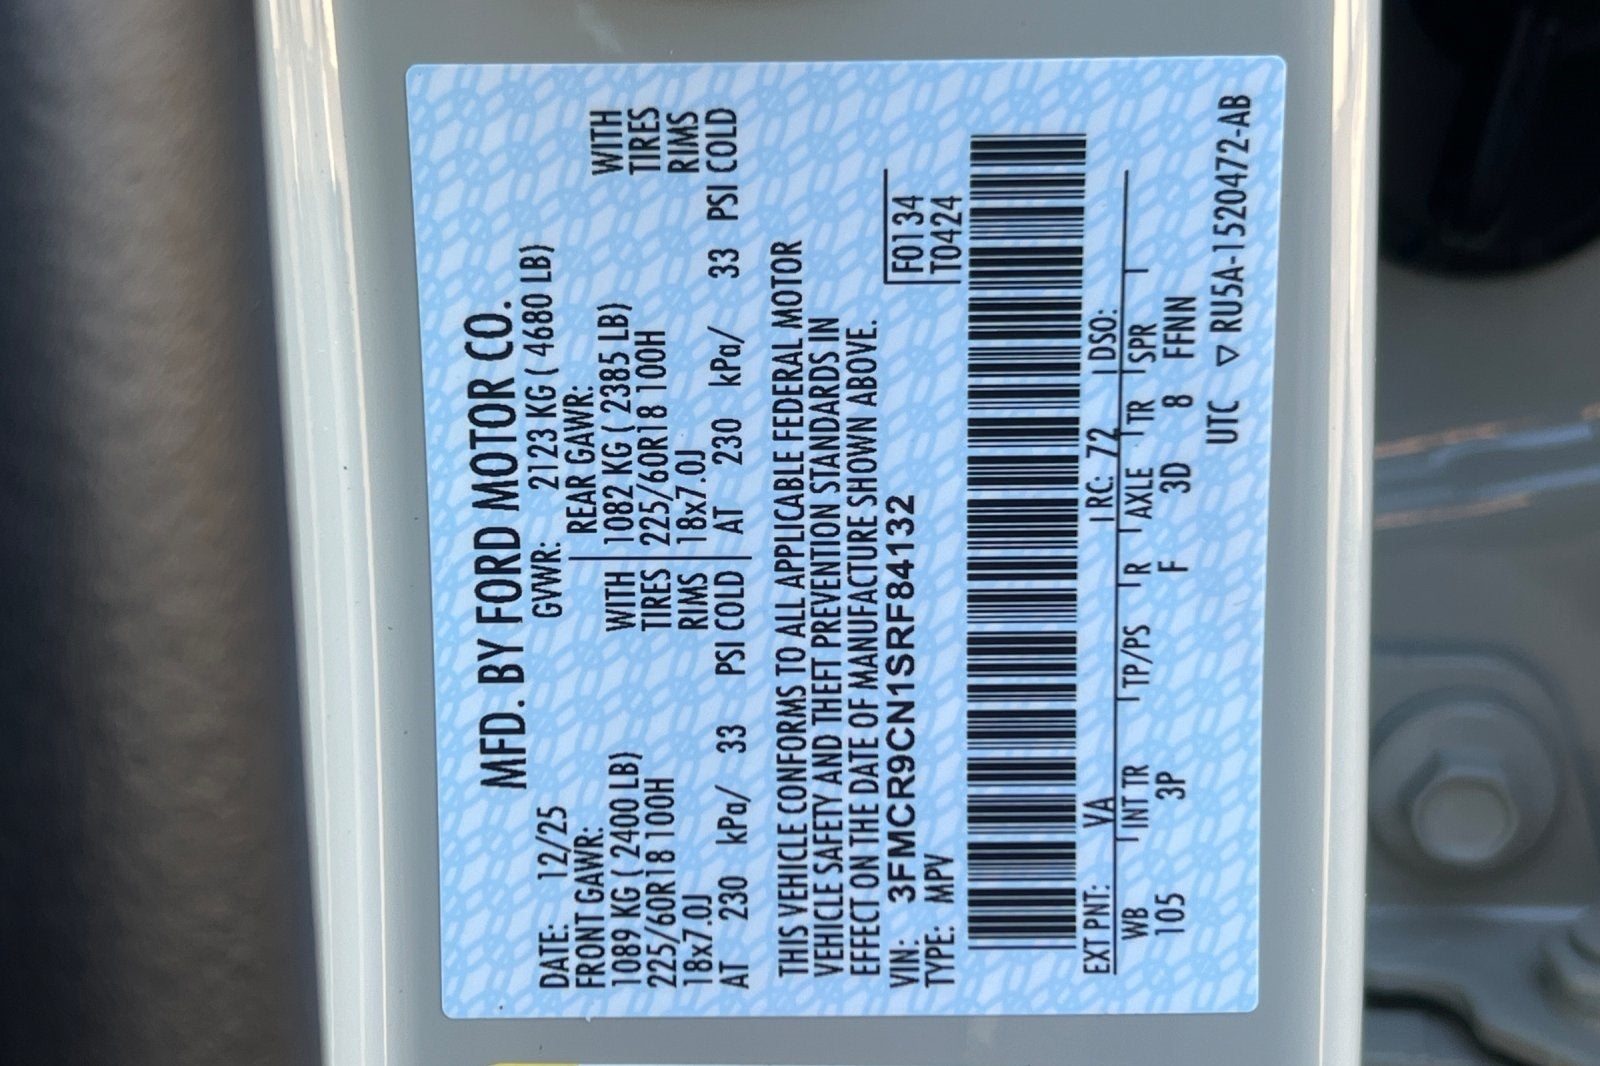 MFD. BY FORD MOTOR CO.
DATE: 12/25 GVWR: 2123 KG ( 4680 LB)
FRONT GAWR: REAR GAWR:
1089 KG ( 2400 LB) WITH 1082 KG ( 2385 LB) WITH
225/60R18 100H TIRES 225/60R18 100H TIRES
18x7.0J RIMS 18x7.0J RIMS
AT 230 kPa/ 33 PSI COLD AT 230 kPa/ 33 PSI COLD
THIS VEHICLE CONFORMS TO ALL APPLICABLE FEDERAL MOTOR
VEHICLE SAFETY AND THEFT PREVENTION STANDARDS IN
EFFECT ON THE DATE OF MANUFACTURE SHOWN ABOVE.
VIN: 3FMCR9CN1SRF84132 F0134
TYPE: MPV T0424
EXT PNT: VA RC: 72 DSO:
WB INT TR TP/PS R AXLE TR SPR
105 3P F 3D 8 FFNN
UTC ▽ RU5A-1520472-AB